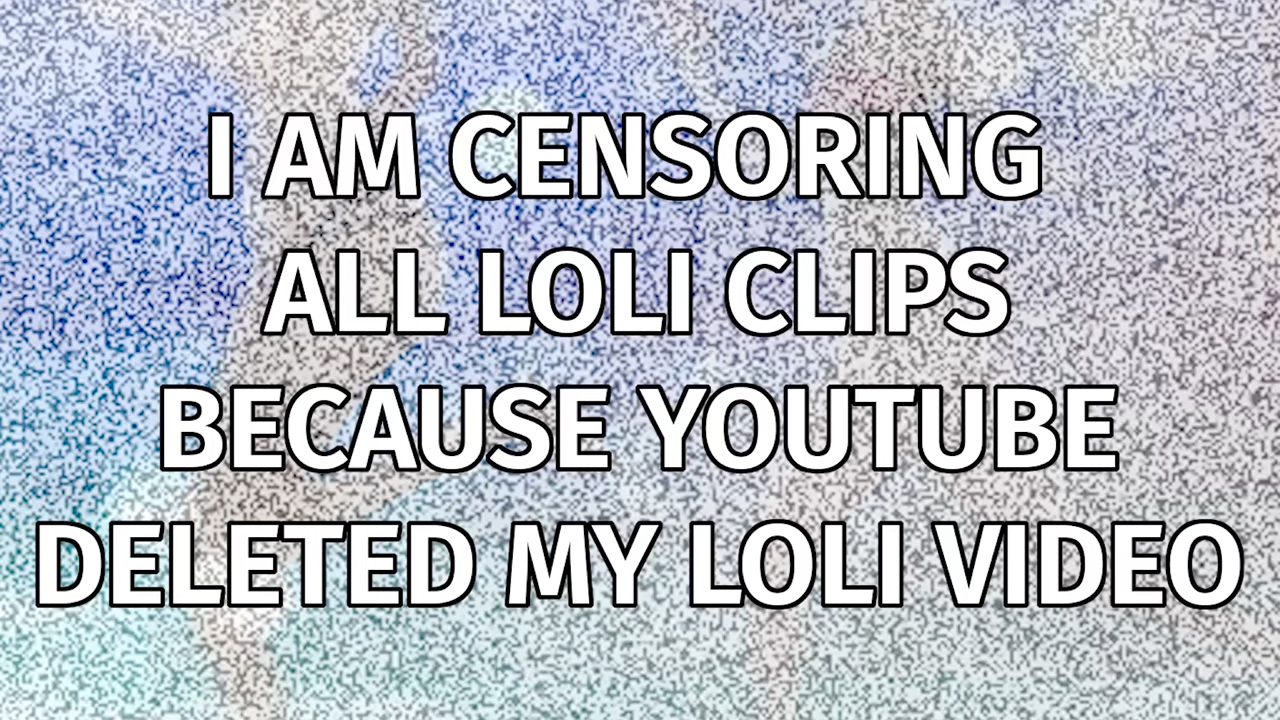 I AM CENSORING
ALL LOLI CLIPS
BECAUSE YOUTUBE
DELETED MY LOLI VIDEO